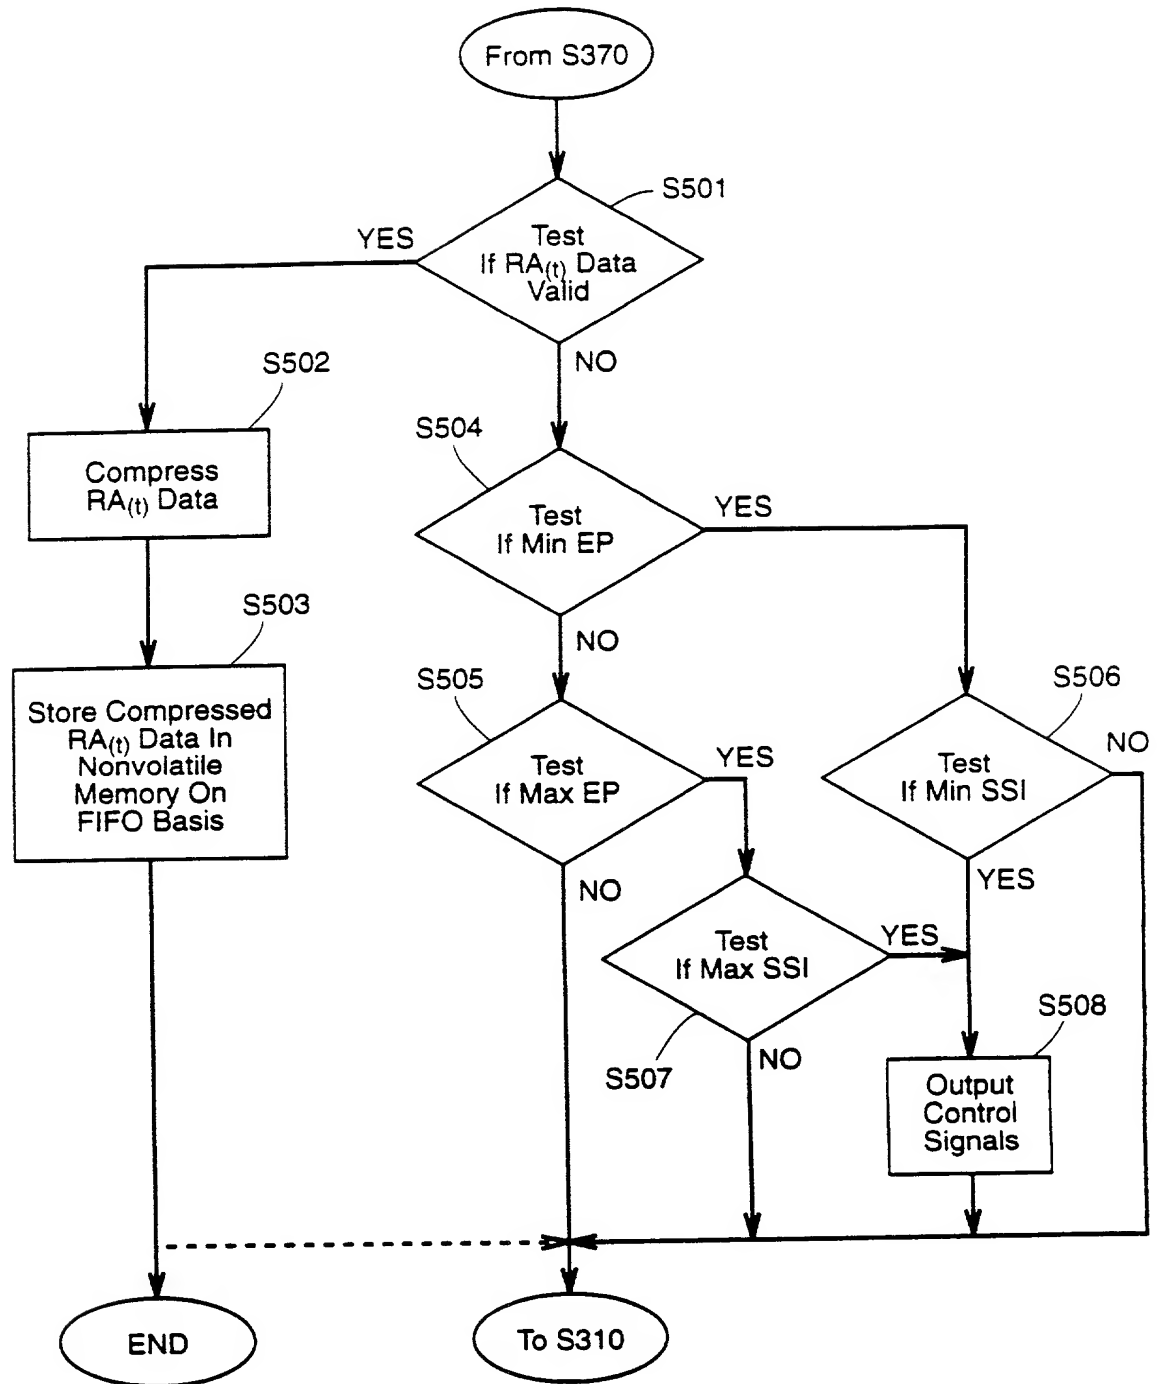 From S370
S501
YES
Test
If RA(t) Data
Valid
NO
S502
Compress
RA(t) Data
S504
Test
If Min EP
YES
NO
S503
Store Compressed
RA(t) Data In
Nonvolatile
Memory On
FIFO Basis
S505
Test
If Max EP
YES
NO
S506
Test
If Min SSI
NO
YES
Test
If Max SSI
YES
S507
NO
S508
Output
Control
Signals
END
To S310